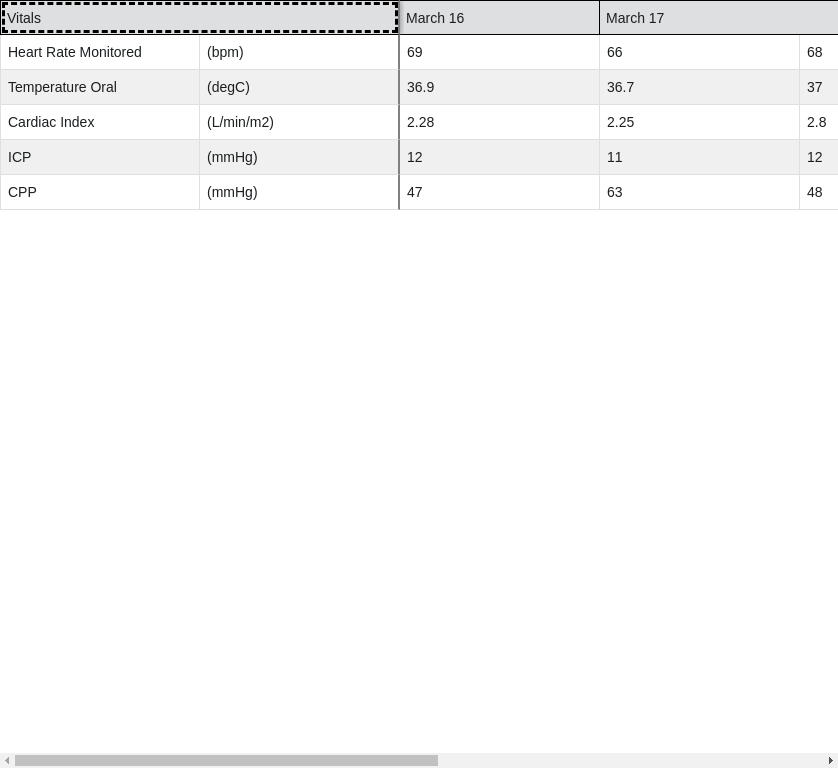 Vitals March 16 March 17
Heart Rate Monitored (bpm) 69 66 68
Temperature Oral (degC) 36.9 36.7 37
Cardiac Index (L/min/m2) 2.28 2.25 2.8
ICP (mmHg) 12 11 12
CPP (mmHg) 47 63 48